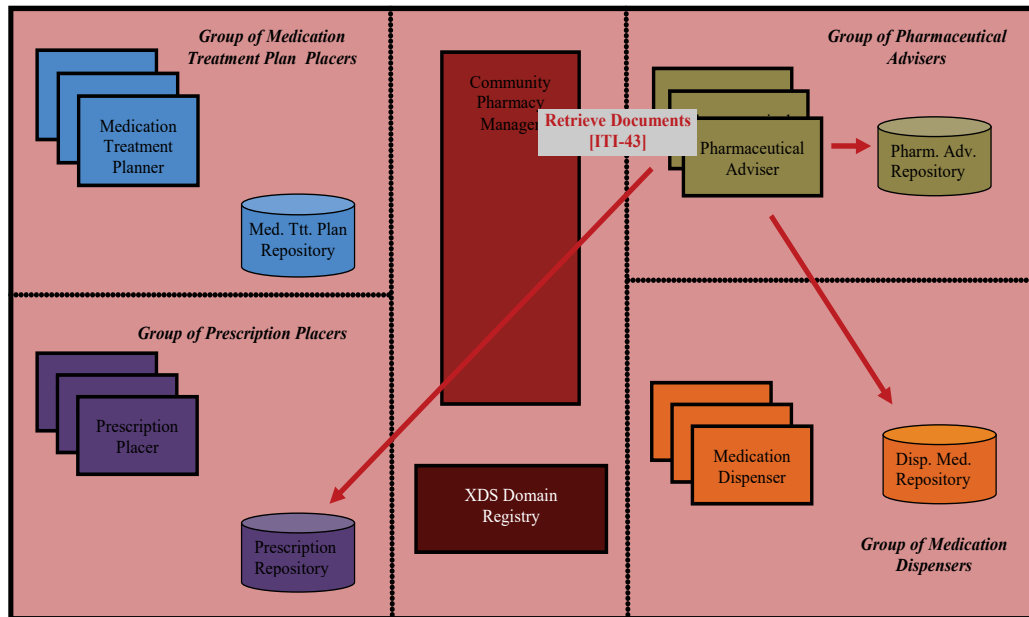 Group of Medication
Treatment Plan Placers
Medication
Treatment
Planner
Med. Ttt. Plan
Repository
Community
Pharmacy
Manager
Retrieve Documents
[ITI-43]
Group of Pharmaceutical
Advisers
Pharmaceutical
Adviser
Pharm. Adv.
Repository
Group of Prescription Placers
Prescription
Placer
Prescription
Repository
XDS Domain
Registry
Medication
Dispenser
Disp. Med.
Repository
Group of Medication
Dispensers